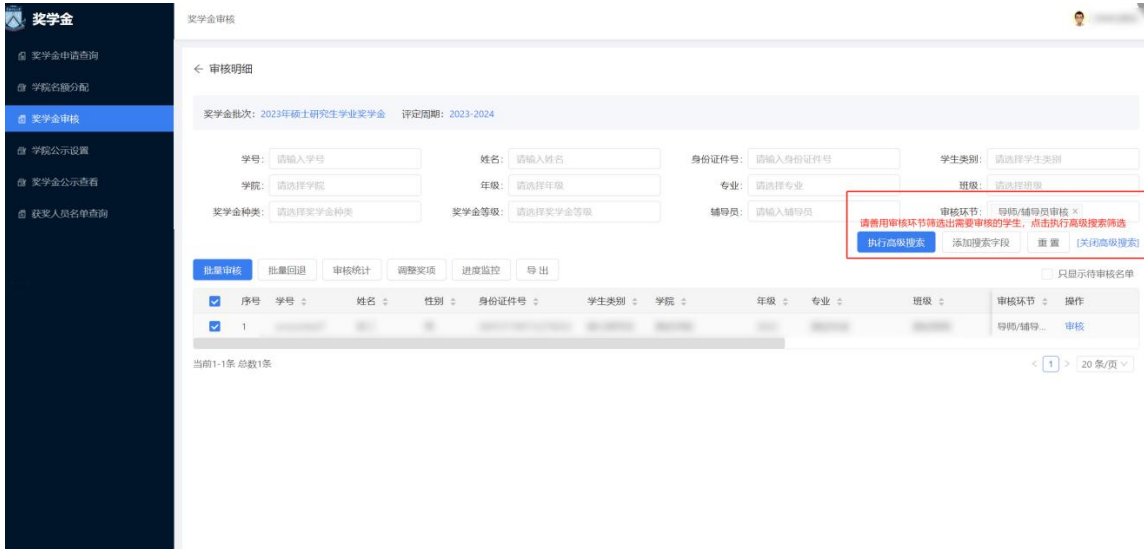 奖学金
奖学金审核
奖学金申请查询
学院名额分配
奖学金审核
学院公示设置
奖学金公示查看
获奖人员名单查询
← 审核明细
奖学金批次: 2023年硕士研究生学业奖学金 评定周期: 2023-2024
学号: 请输入学号 姓名: 请输入姓名 身份证件号: 请输入身份证件号 学生类别: 请选择学生类别
学院: 请选择学院 年级: 请选择年级 专业: 请选择专业 班级: 请选择班级
奖学金种类: 请选择奖学金种类 奖学金等级: 请选择奖学金等级 辅导员: 请输入辅导员 审核环节: 导师/辅导员审核 ×
请善用审核环节筛选出需要审核的学生，点击执行高级搜索筛选
执行高级搜索 添加搜索字段 重置 [关闭高级搜索]
批量审核 批量回退 审核统计 调整奖项 进度监控 导出 只显示待审核名单
序号 学号 姓名 性别 身份证件号 学生类别 学院 年级 专业 班级 审核环节 操作
1 导师/辅导... 审核
当前1-1条 总数1条 < 1 > 20 条/页